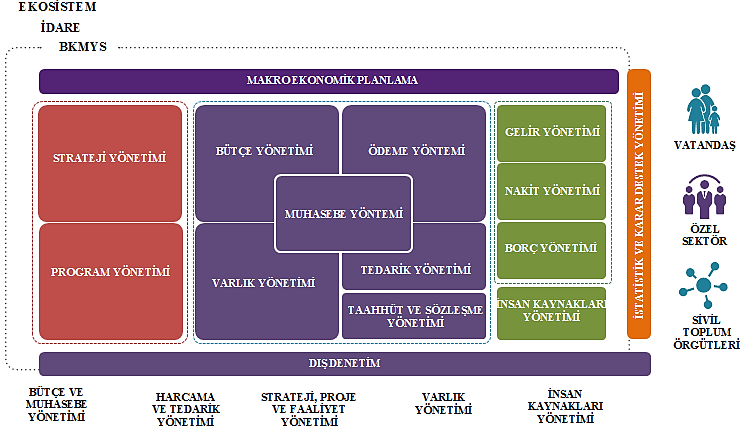 EKOSİSTEM
İDARE
BKMYS
MAKROEKONOMİK PLANLAMA
STRATEJİ YÖNETİMİ
BÜTÇE YÖNETİMİ
ÖDEME YÖNTEMİ
GELİR YÖNETİMİ
NAKİT YÖNETİMİ
MUHASEBE YÖNTEMİ
BORÇ YÖNETİMİ
PROGRAM YÖNETİMİ
VARLIK YÖNETİMİ
TEDARİK YÖNETİMİ
TAAHHÜT VE SÖZLEŞME
YÖNETİMİ
İNSAN KAYNAKLARI
YÖNETİMİ
İSTATİSTİK VE KARAR DESTEK YÖNETİMİ
VATANDAŞ
ÖZEL
SEKTÖR
SİVİL
TOPLUM
ÖRGÜTLERİ
DIŞ DENETİM
BÜTÇE VE
MUHASEBE
YÖNETİMİ
HARCAMA
VE TEDARİK
YÖNETİMİ
STRATEJİ, PROJE
VE FAALİYET
YÖNETİMİ
VARLIK
YÖNETİMİ
İNSAN
KAYNAKLARI
YÖNETİMİ